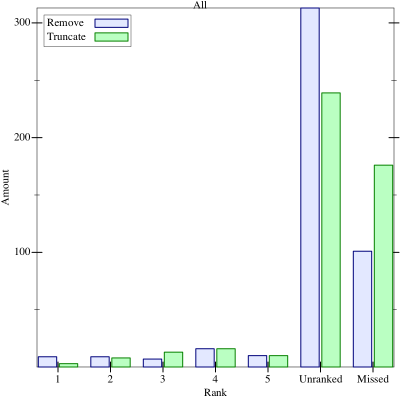 All
Remove
Truncate
300
200
100
Amount
1 2 3 4 5 Unranked Missed
Rank